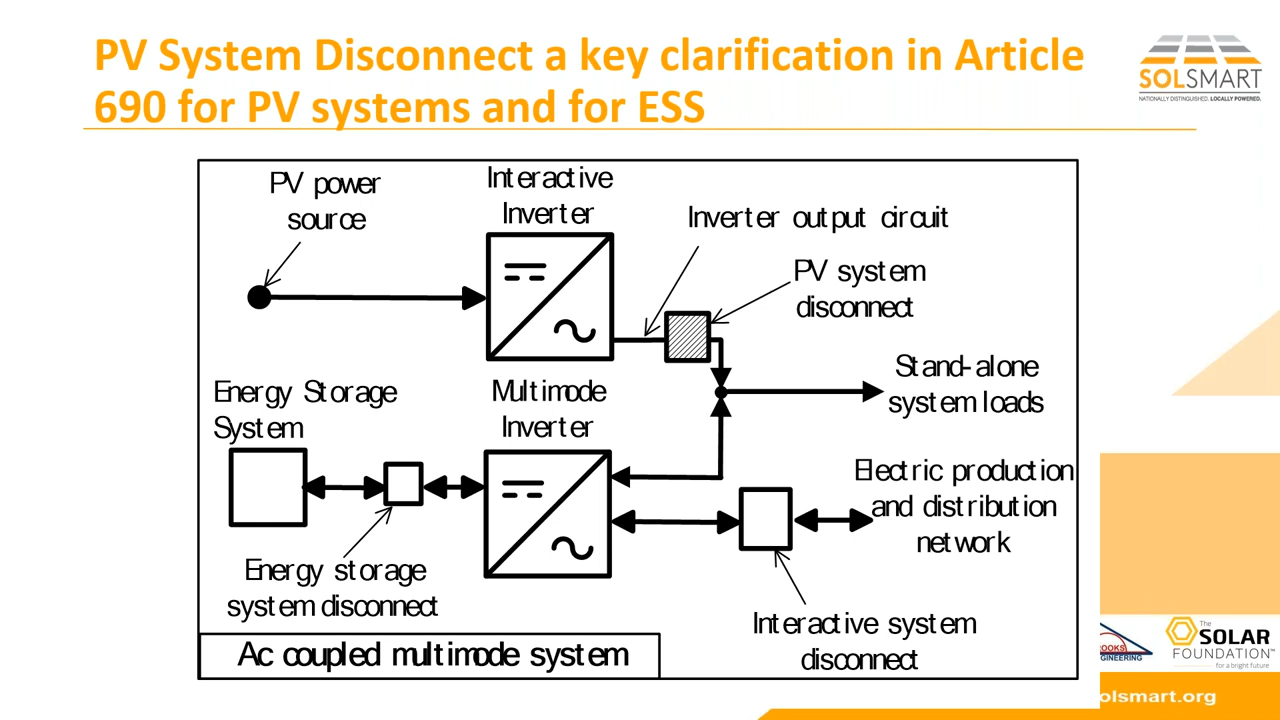 PV System Disconnect a key clarification in Article
690 for PV systems and for ESS
SOLSMART
NATIONALLY DISTINGUISHED. LOCALLY POWERED.
PV power
source
Interactive
Inverter
Inverter output circuit
PV system
disconnect
Stand-alone
system loads
Energy Storage
System
Multimode
Inverter
Electric production
and distribution
network
Energy storage
system disconnect
Interactive system
disconnect
Ac coupled multimode system
OOKS
GINEERING
The
SOLAR
FOUNDATION™
for a bright future
olsmart.org